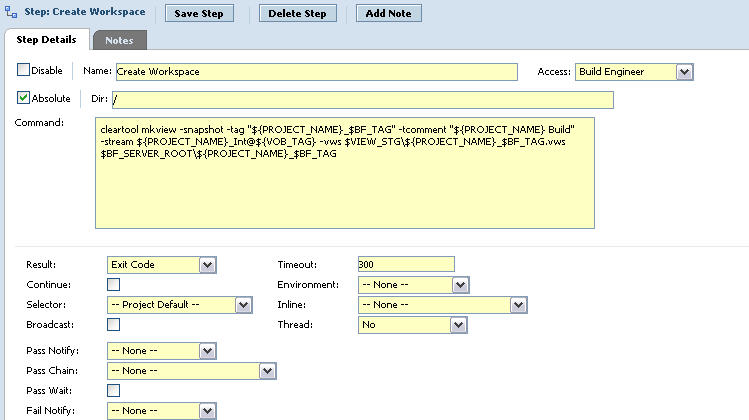 Step: Create Workspace Save Step Delete Step Add Note
Step Details Notes
Disable Name: Create Workspace Access: Build Engineer
Absolute Dir: /
Command:
cleartool mkview -snapshot -tag "${PROJECT_NAME}_$BF_TAG" -tcomment "${PROJECT_NAME} Build"
-stream ${PROJECT_NAME}_Int@${VOB_TAG} -vws $VIEW_STG\${PROJECT_NAME}_$BF_TAG.vws
$BF_SERVER_ROOT\${PROJECT_NAME}_$BF_TAG
Result: Exit Code Timeout: 300
Continue: Environment: -- None --
Selector: -- Project Default -- Inline: -- None --
Broadcast: Thread: No
Pass Notify: -- None --
Pass Chain: -- None --
Pass Wait:
Fail Notify: -- None --